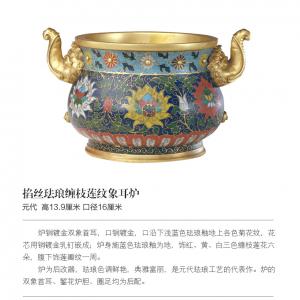 掐丝珐琅缠枝莲纹象耳炉
元代 高13.9厘米 口径16厘米
炉铜镀金双象首耳，口铜镀金，口沿下浅蓝色珐琅釉地上各色菊花纹，花
芯用铜镀金乳钉嵌成；炉身施蓝色珐琅釉为地，饰红、黄、白三色缠枝莲花六
朵，腹下饰莲瓣纹一周。
炉为后改器，珐琅色调鲜艳，典雅富丽，是元代珐琅工艺的代表作。炉的
双象首耳、錾花炉胆、圈足均为后配。